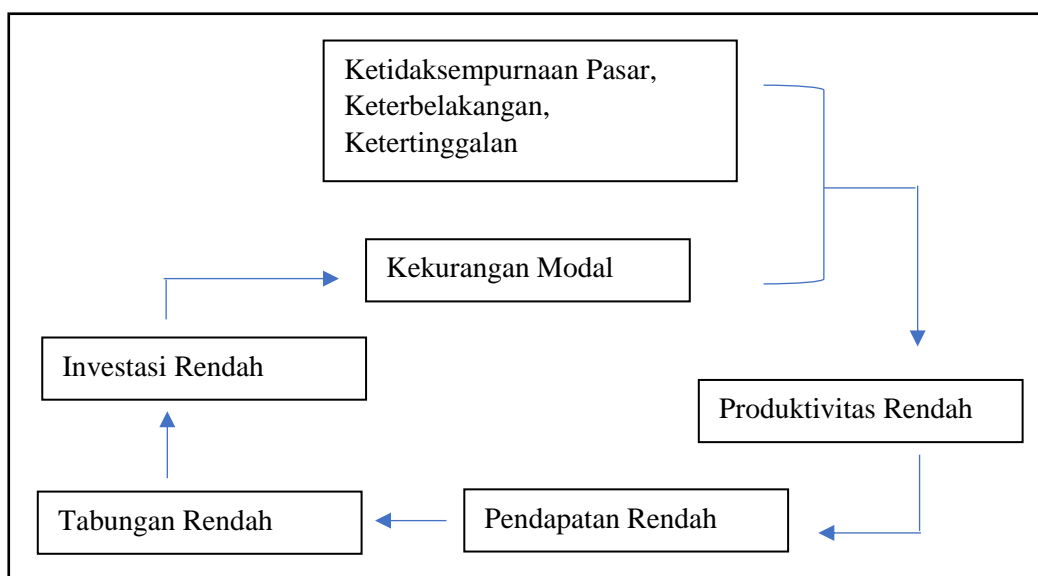 Ketidaksempurnaan Pasar,
Keterbelakangan,
Ketertinggalan
Kekurangan Modal
Investasi Rendah
Produktivitas Rendah
Tabungan Rendah
Pendapatan Rendah